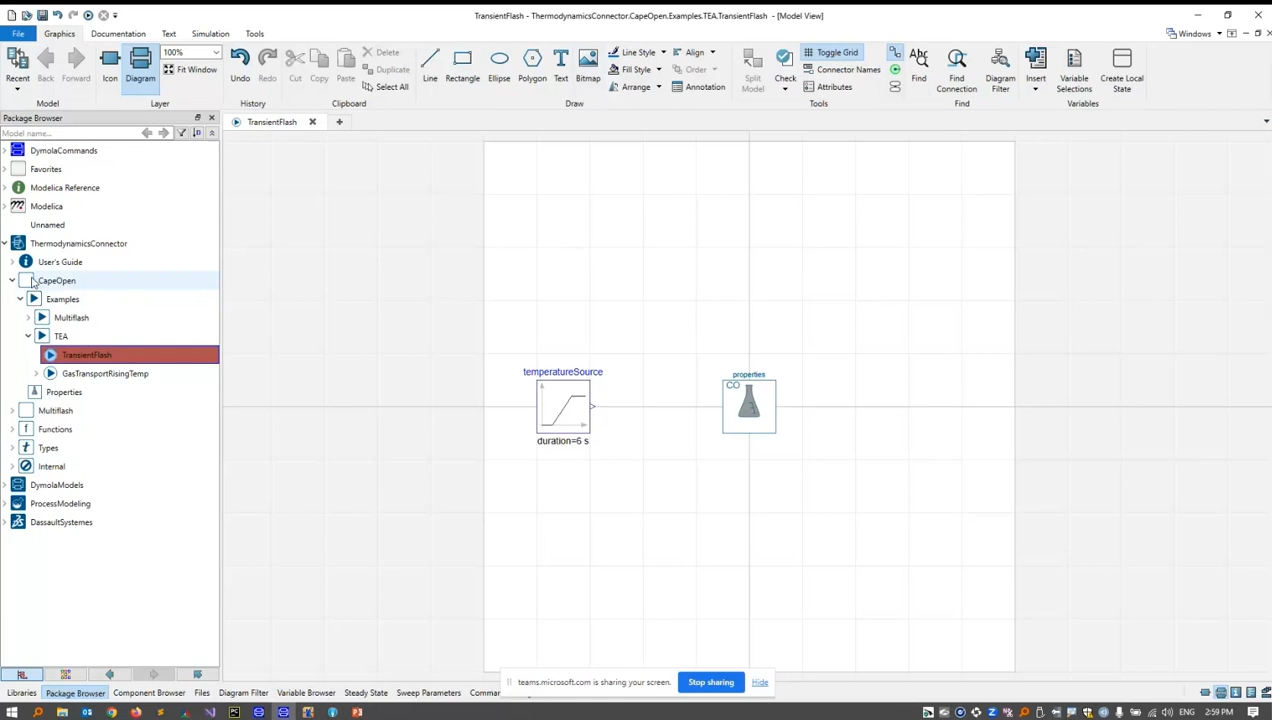 TransientFlash - ThermodynamicsConnector.CapeOpen.Examples.TEA.TransientFlash - [Model View]
File Graphics Documentation Text Simulation Tools Windows
100% Delete Line Style Align Toggle Grid
Fit Window Duplicate Fill Style Order Connector Names
Recent Back Forward Icon Diagram Undo Redo Cut Copy Paste Select All Line Rectangle Ellipse Polygon Text Bitmap Arrange Annotation Split Model Check Attributes Find Find Connection Diagram Filter Insert Variable Selections Create Local State
Model Layer History Clipboard Draw Tools Find Variables
Package Browser
TransientFlash
Model name...
DymolaCommands
Favorites
Modelica Reference
Modelica
Unnamed
ThermodynamicsConnector
User's Guide
CapeOpen
Examples
Multiflash
TEA
TransientFlash
GasTransportRisingTemp
Properties
Multiflash
Functions
Types
Internal
DymolaModels
ProcessModeling
DassaultSystemes
temperatureSource
duration=6 s
properties
CO
teams.microsoft.com is sharing your screen. Stop sharing Hide
Libraries Package Browser Component Browser Files Diagram Filter Variable Browser Steady State Sweep Parameters Comma
ENG 2:59 PM